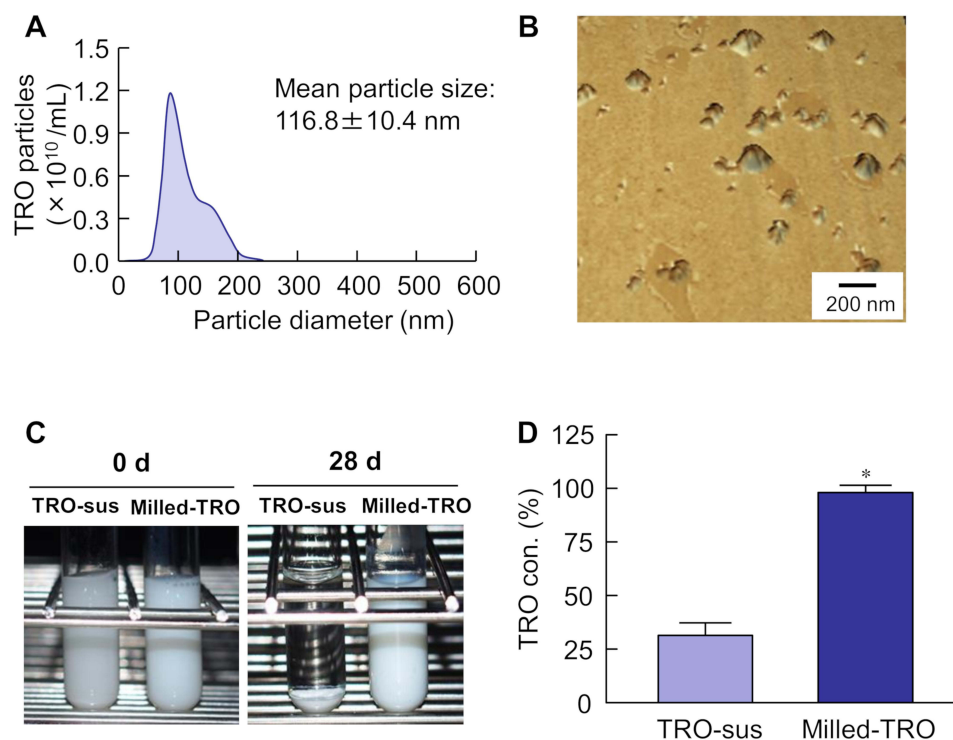 A
TRO particles
(×10¹⁰/mL)
1.5
1.2
0.9
0.6
0.3
0.0
0 100 200 300 400 500 600
Particle diameter (nm)
Mean particle size:
116.8±10.4 nm
B
200 nm
C
0 d
28 d
TRO-sus Milled-TRO
TRO-sus Milled-TRO
D
TRO con. (%)
125
100
75
50
25
0
*
TRO-sus Milled-TRO